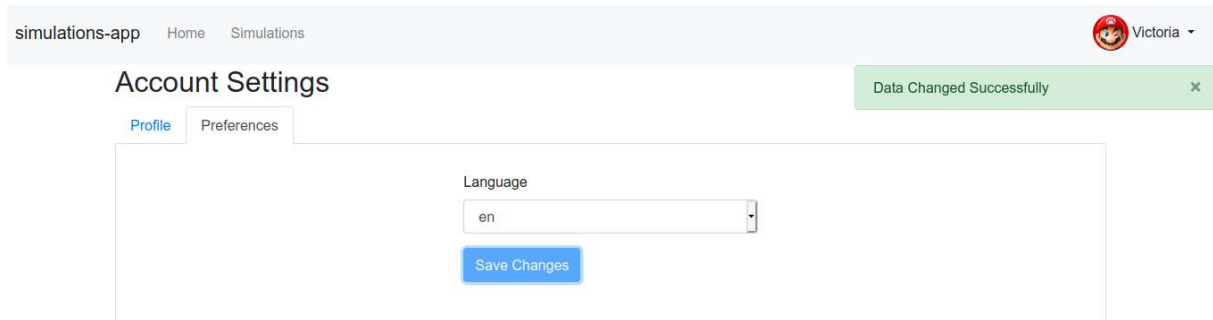 simulations-app Home Simulations Victoria
Account Settings
Data Changed Successfully ×
Profile Preferences
Language
en
Save Changes